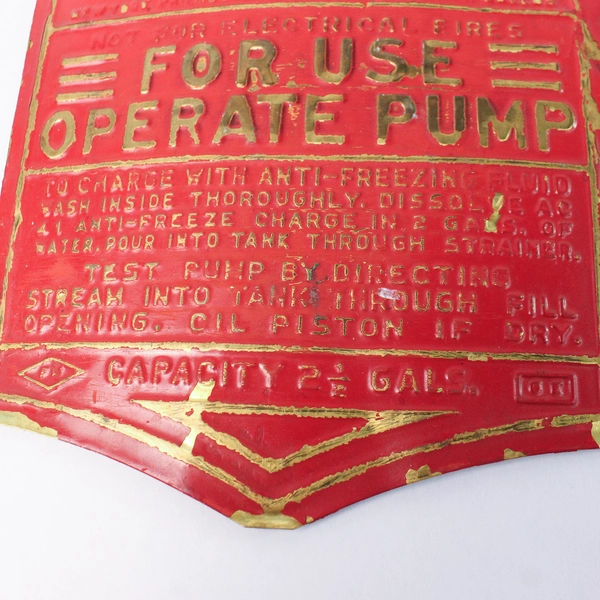 NOT FOR ELECTRICAL FIRES
FOR USE
OPERATE PUMP
TO CHARGE WITH ANTI-FREEZING FLUID
WASH INSIDE THOROUGHLY. DISSOLVE AC
41 ANTI-FREEZE CHARGE IN 2 GALS. OF
WATER. POUR INTO TANK THROUGH STRAINER.
TEST PUMP BY DIRECTING
STREAM INTO TANK THROUGH FILL
OPENING. OIL PISTON IF DRY.
CAPACITY 2½ GALS.